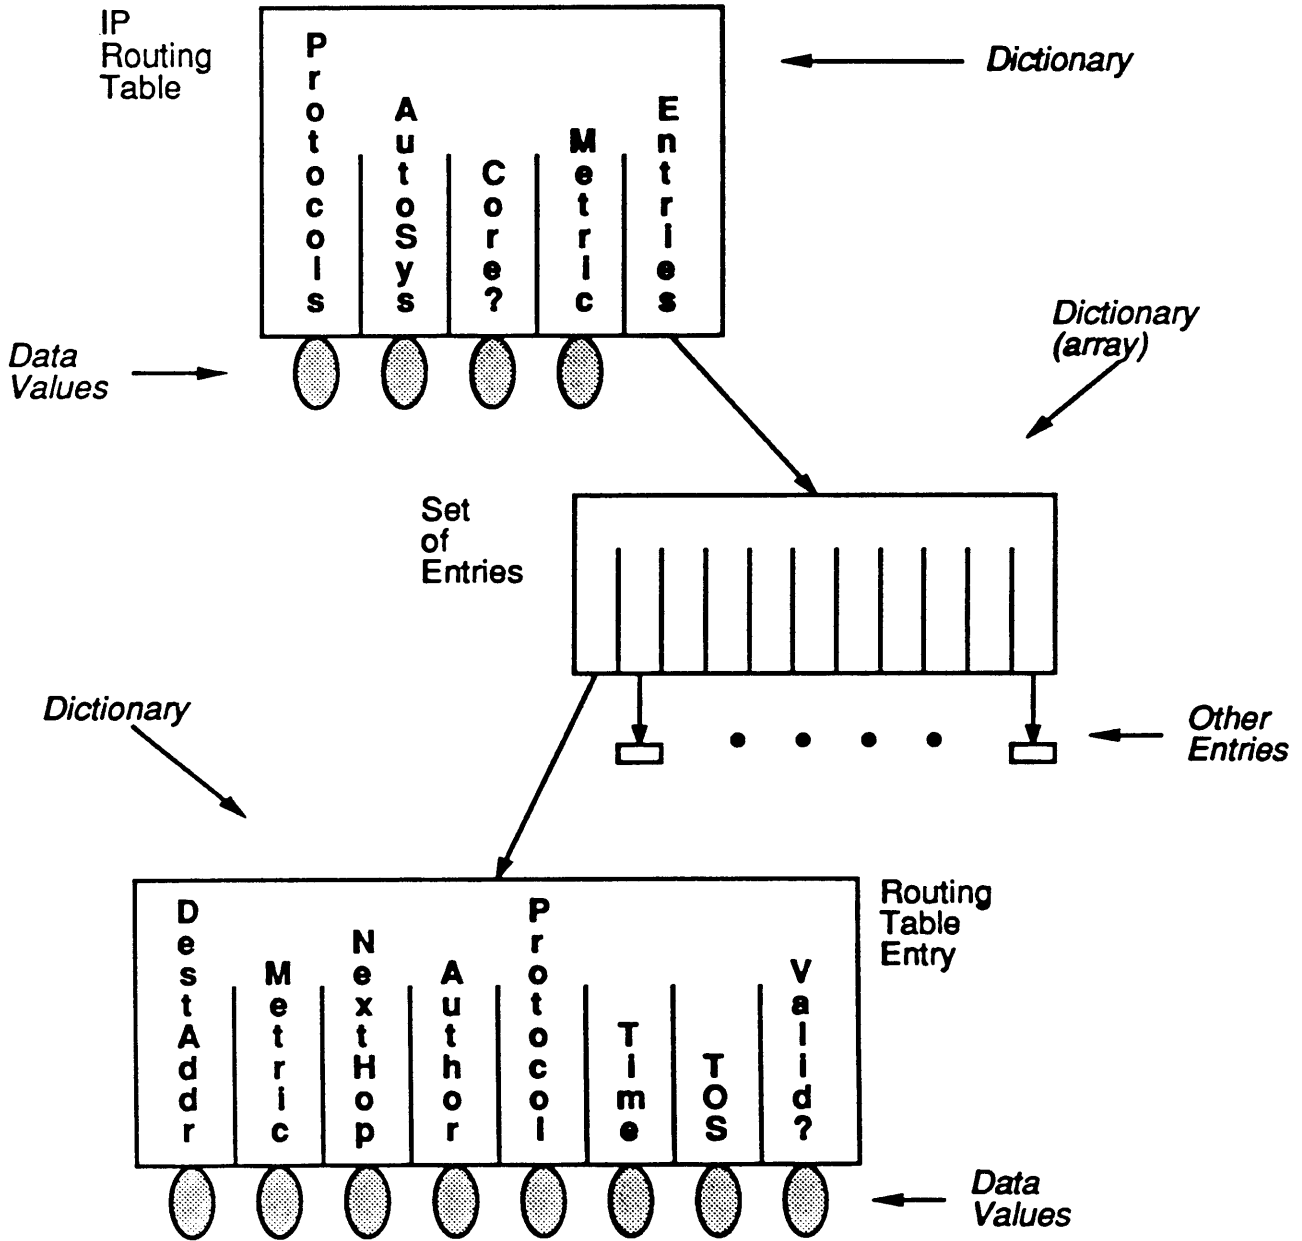 IP
Routing
Table
Protocols
AutoSys
Core?
Metric
Entries
Dictionary
Data
Values
Dictionary
(array)
Set
of
Entries
Dictionary
Other
Entries
DestAddr
Metric
NextHop
Author
Protocol
Time
TOS
Valid?
Routing
Table
Entry
Data
Values